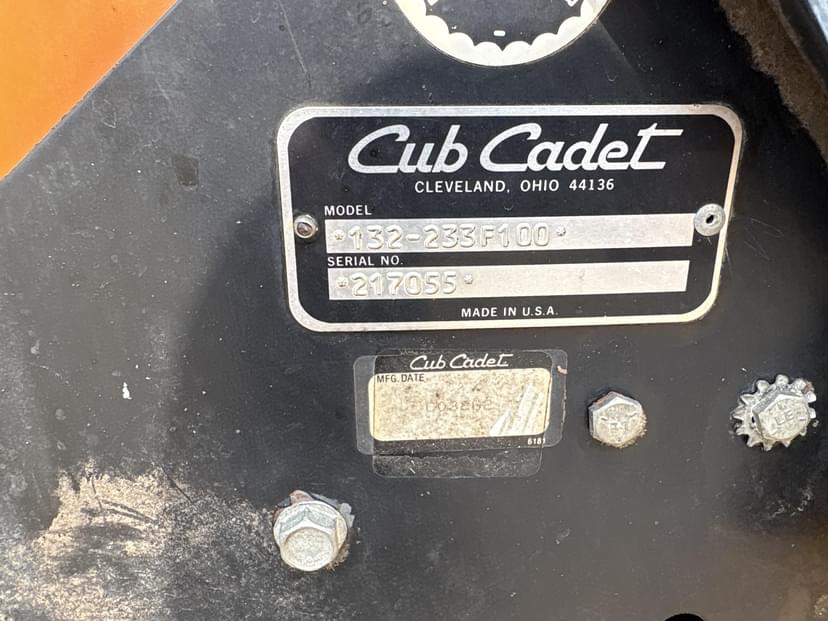 Cub Cadet
CLEVELAND, OHIO 44136
MODEL
*132-233F100*
SERIAL NO.
*217055*
MADE IN U.S.A.
Cub Cadet
MFG. DATE
6181